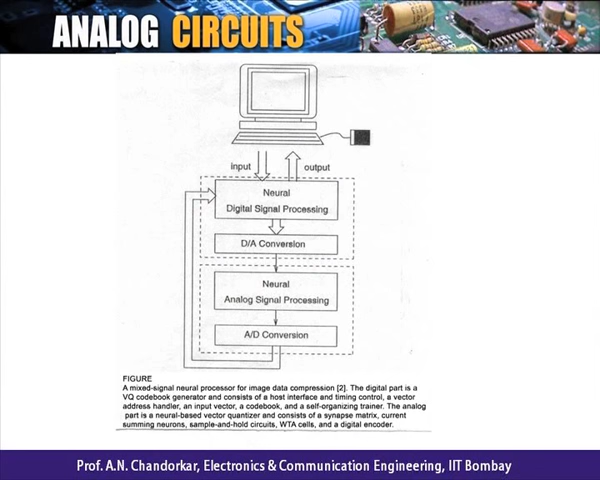 ANALOG CIRCUITS
input output
Neural
Digital Signal Processing
D/A Conversion
Neural
Analog Signal Processing
A/D Conversion
FIGURE
A mixed-signal neural processor for image data compression [2]. The digital part is a
VQ codebook generator and consists of a host interface and timing control, a vector
address handler, an input vector, a codebook, and a self-organizing trainer. The analog
part is a neural-based vector quantizer and consists of a synapse matrix, current
summing neurons, sample-and-hold circuits, WTA cells, and a digital encoder.
Prof. A.N. Chandorkar, Electronics & Communication Engineering, IIT Bombay